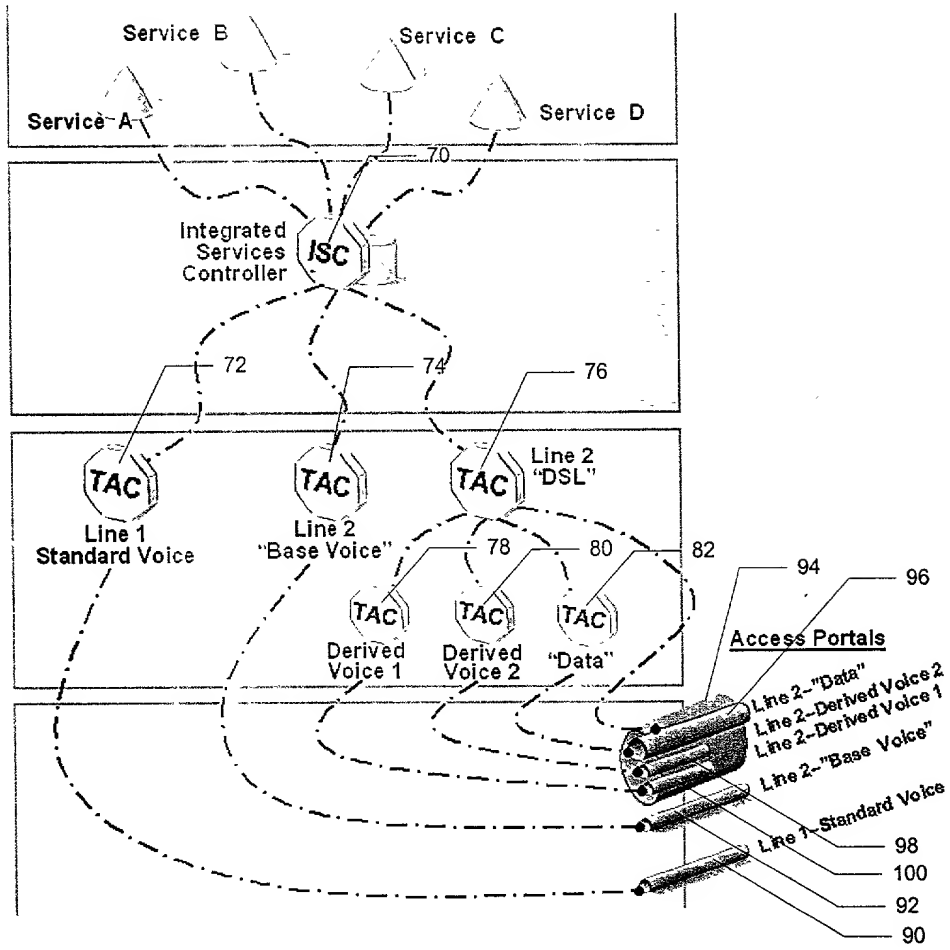 Service B
Service C
Service A
Service D
70
Integrated
Services
Controller
ISC
72
74
76
TAC
TAC
TAC
Line 2
"DSL"
Line 1
Standard Voice
Line 2
"Base Voice"
78
80
82
94
96
TAC
TAC
TAC
Derived
Voice 1
Derived
Voice 2
"Data"
Access Portals
Line 2-"Data"
Line 2-Derived Voice 2
Line 2-Derived Voice 1
Line 2-"Base Voice"
Line 1-Standard Voice
98
100
92
90